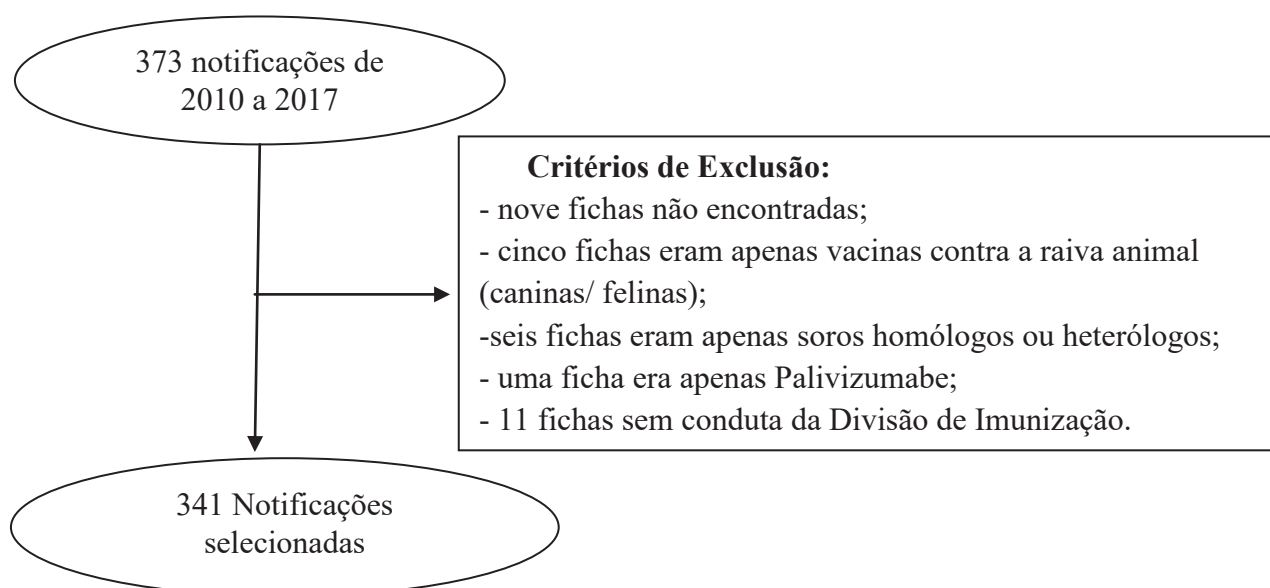 373 notificações de
2010 a 2017
Critérios de Exclusão:
- nove fichas não encontradas;
- cinco fichas eram apenas vacinas contra a raiva animal
(caninas/ felinas);
-seis fichas eram apenas soros homólogos ou heterólogos;
- uma ficha era apenas Palivizumabe;
- 11 fichas sem conduta da Divisão de Imunização.
341 Notificações
selecionadas